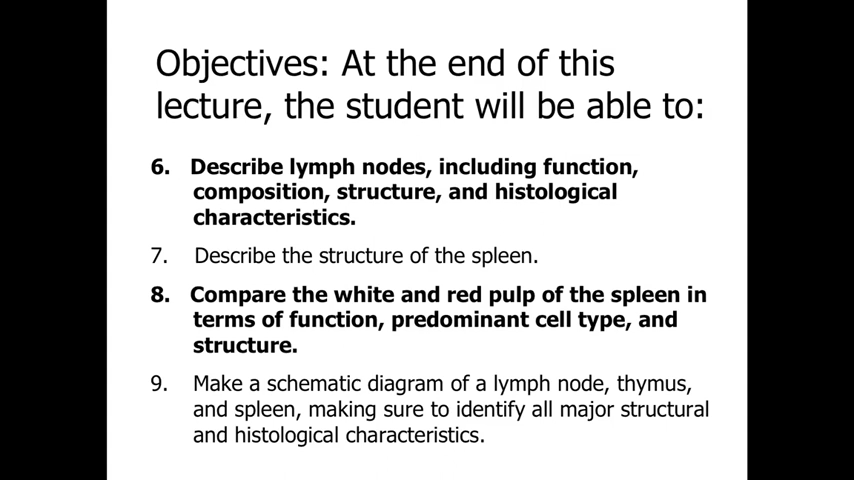 Objectives: At the end of this
lecture, the student will be able to:
6. Describe lymph nodes, including function,
composition, structure, and histological
characteristics.
7. Describe the structure of the spleen.
8. Compare the white and red pulp of the spleen in
terms of function, predominant cell type, and
structure.
9. Make a schematic diagram of a lymph node, thymus,
and spleen, making sure to identify all major structural
and histological characteristics.